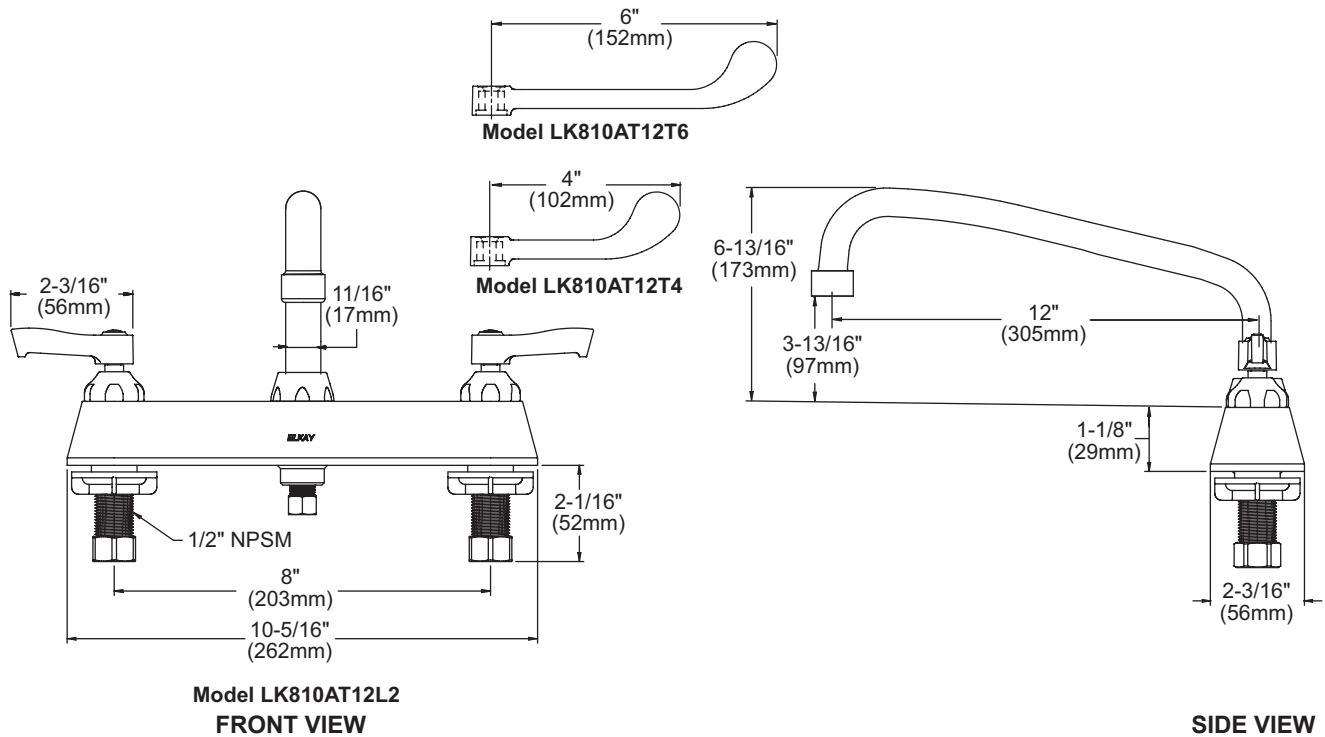 6"
(152mm)
Model LK810AT12T6
4"
(102mm)
Model LK810AT12T4
2-3/16"
(56mm)
11/16"
(17mm)
ELKAY
2-1/16"
(52mm)
1/2" NPSM
8"
(203mm)
10-5/16"
(262mm)
Model LK810AT12L2
FRONT VIEW
6-13/16"
(173mm)
12"
(305mm)
3-13/16"
(97mm)
1-1/8"
(29mm)
2-3/16"
(56mm)
SIDE VIEW